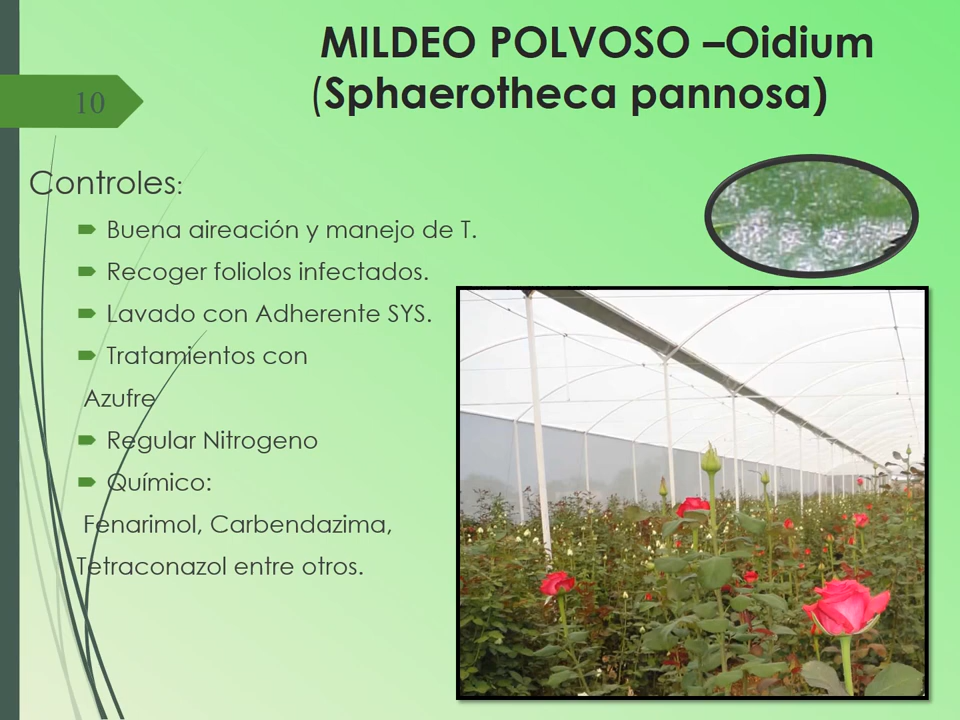 MILDEO POLVOSO –Oidium
(Sphaerotheca pannosa)
10
Controles:
Buena aireación y manejo de T.
Recoger foliolos infectados.
Lavado con Adherente SYS.
Tratamientos con
Azufre
Regular Nitrogeno
Químico:
Fenarimol, Carbendazima,
Tetraconazol entre otros.